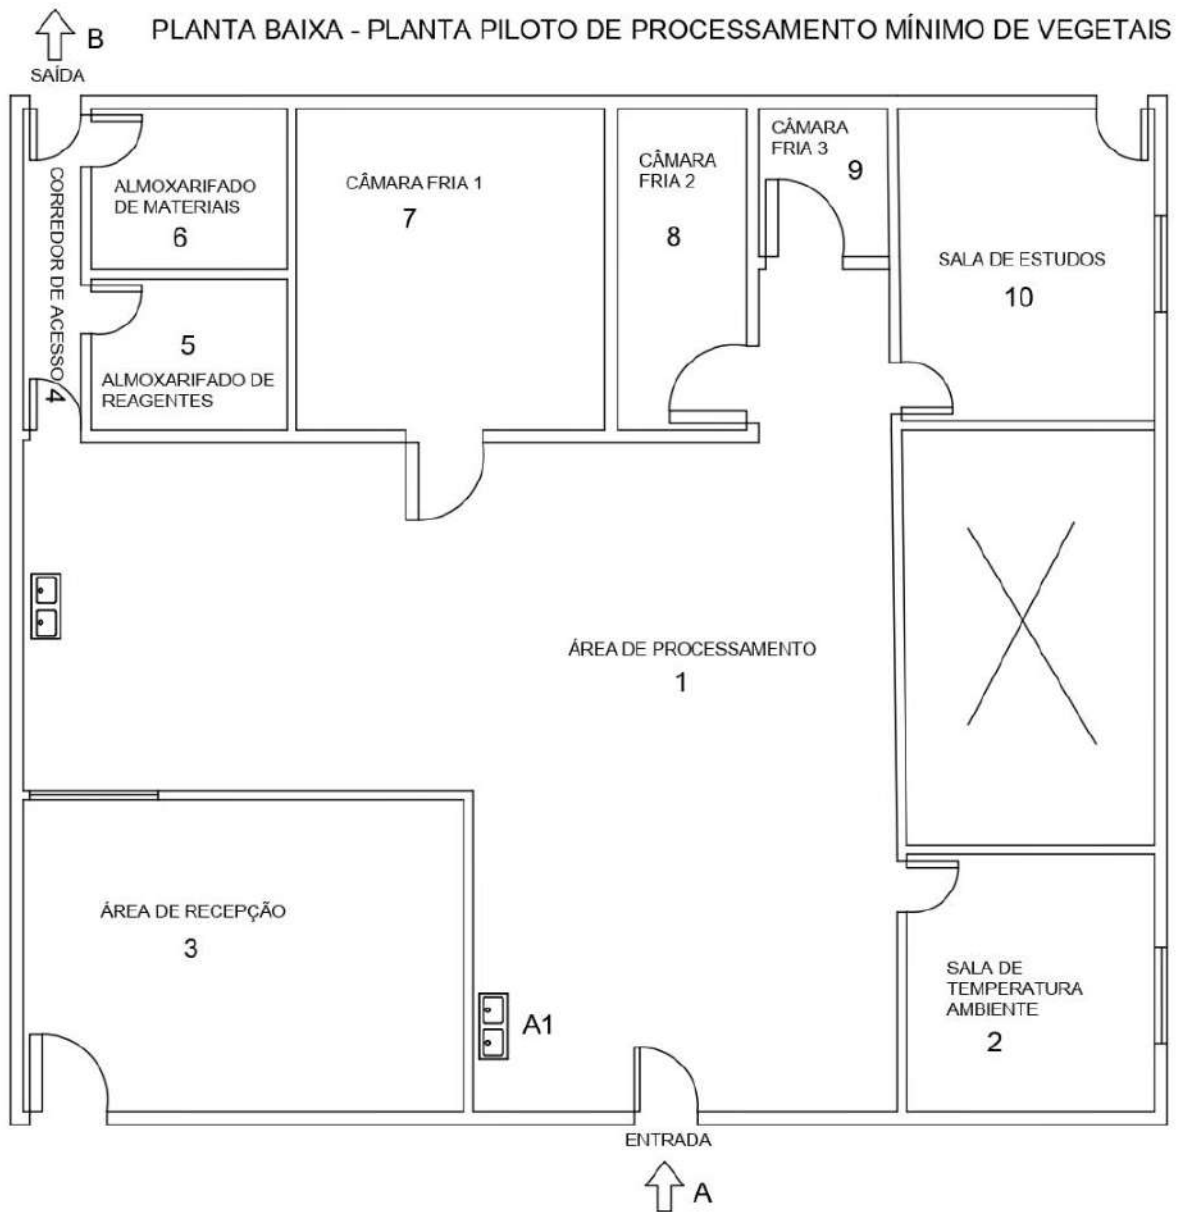 B
PLANTA BAIXA - PLANTA PILOTO DE PROCESSAMENTO MÍNIMO DE VEGETAIS
SAÍDA
CORREDOR DE ACESSO
4
ALMOXARIFADO
DE MATERIAIS
6
5
ALMOXARIFADO DE
REAGENTES
CÂMARA FRIA 1
7
CÂMARA
FRIA 2
8
CÂMARA
FRIA 3
9
SALA DE ESTUDOS
10
ÁREA DE PROCESSAMENTO
1
ÁREA DE RECEPÇÃO
3
A1
SALA DE
TEMPERATURA
AMBIENTE
2
ENTRADA
A